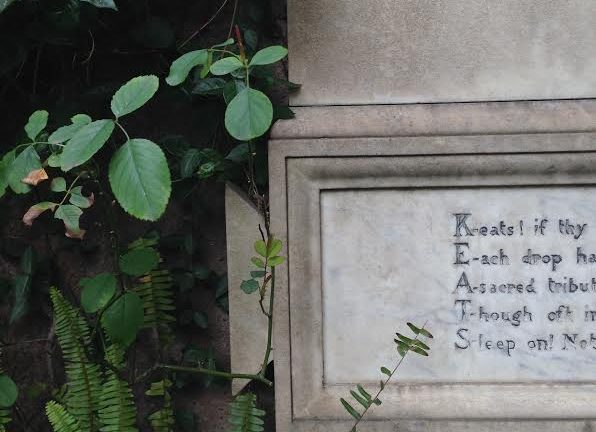 K-eats! if thy
E-ach drop ha
A-sacred tribut
T-hough oft in
S-leep on! Not